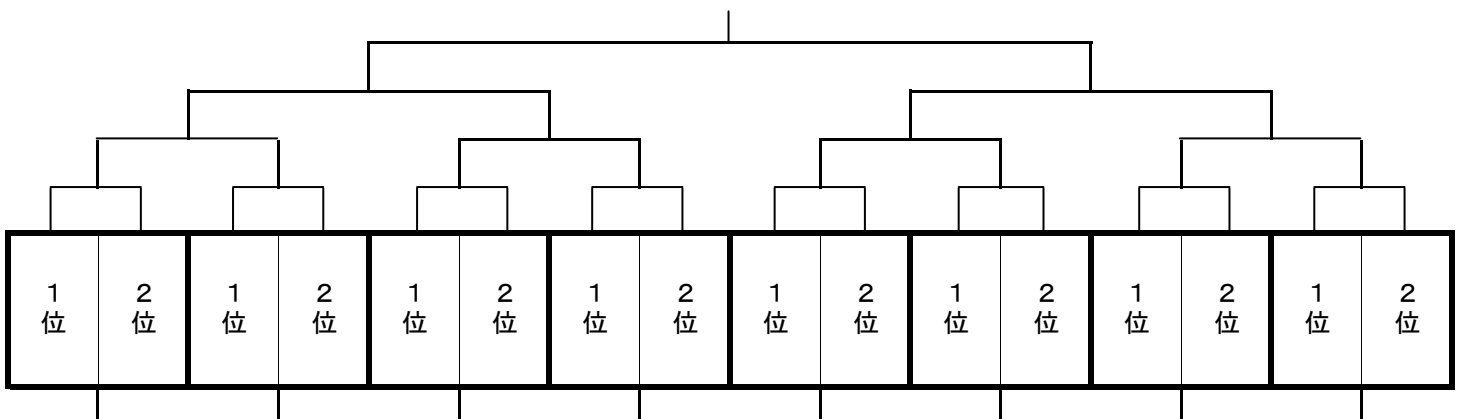 １ ２ １ ２ １ ２ １ ２ １ ２ １ ２ １ ２ １ ２
位 位 位 位 位 位 位 位 位 位 位 位 位 位 位 位